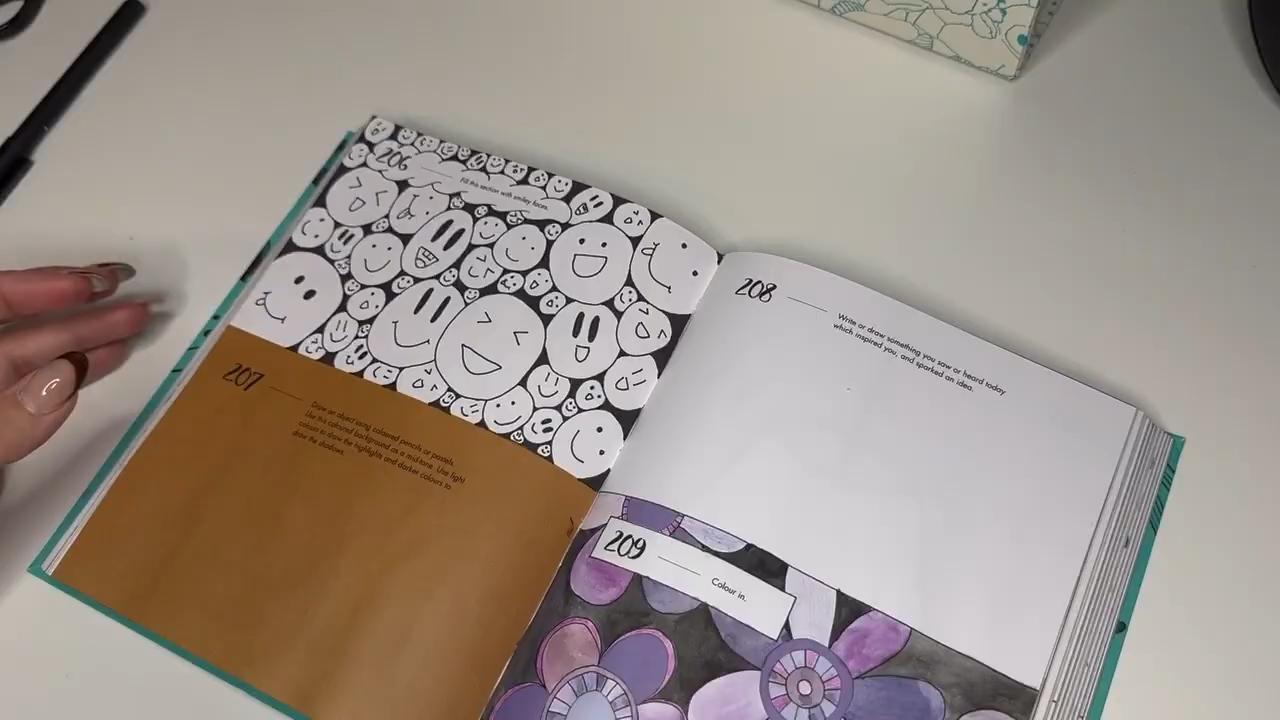 206
Fill this section with smiley faces.
207
Draw an object using coloured pencils or pastels.
Use this coloured background as a mid-tone. Use light
colours to draw the highlights and darker colours to
draw the shadows.
208
Write or draw something you saw or heard today
which inspired you, and sparked an idea.
209
Colour in.